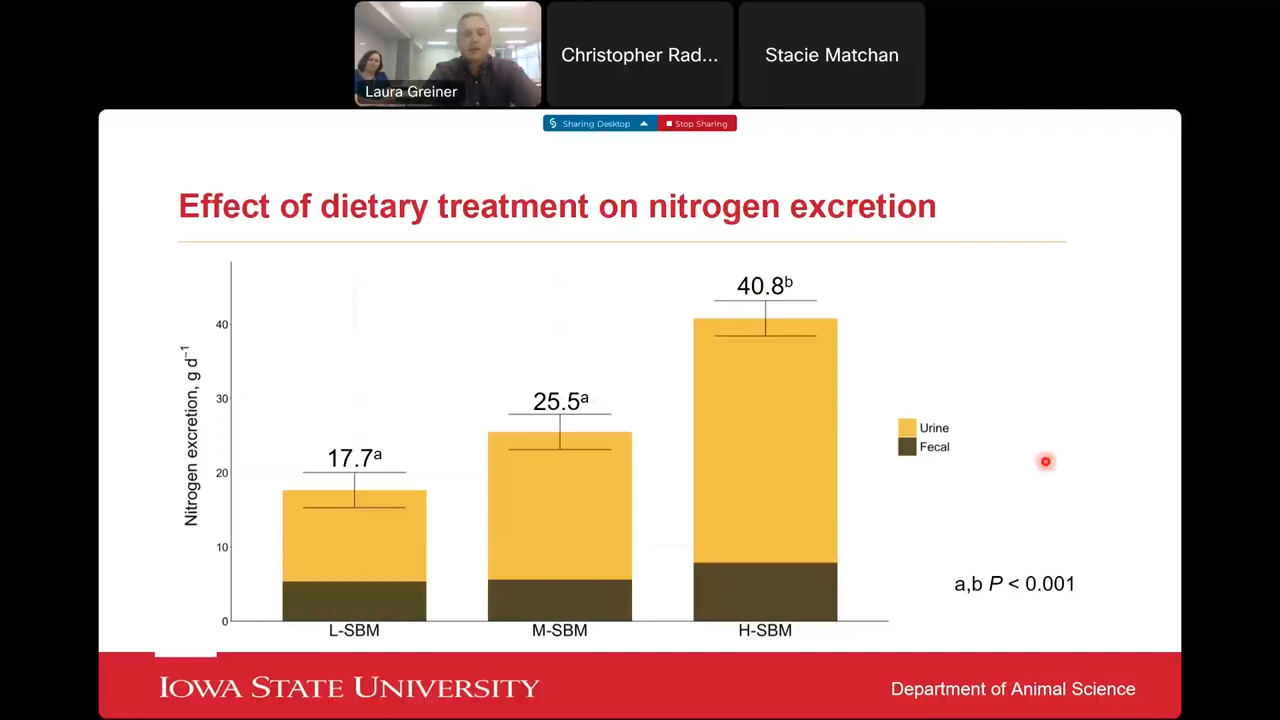 Laura Greiner
Christopher Rad...
Stacie Matchan
Sharing Desktop
Stop Sharing
Effect of dietary treatment on nitrogen excretion
Nitrogen excretion, g d⁻¹
40
30
20
10
0
17.7ᵃ
25.5ᵃ
40.8ᵇ
L-SBM
M-SBM
H-SBM
Urine
Fecal
a,b P < 0.001
IOWA STATE UNIVERSITY
Department of Animal Science